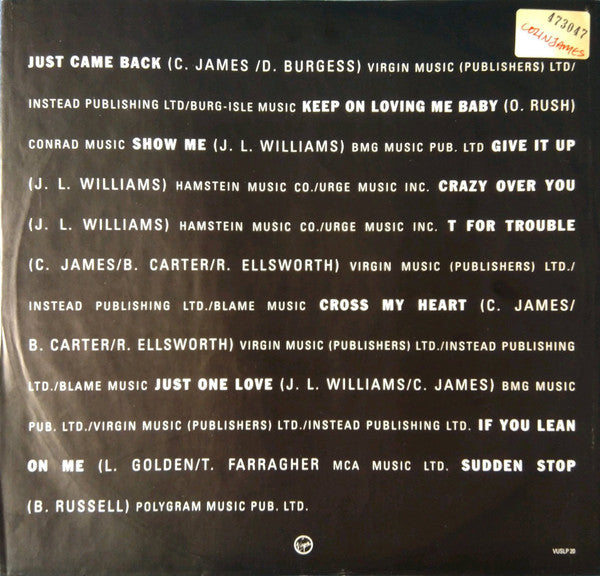 473047
COLIN JAMES
JUST CAME BACK (C. JAMES /D. BURGESS) VIRGIN MUSIC (PUBLISHERS) LTD/
INSTEAD PUBLISHING LTD/BURG-ISLE MUSIC KEEP ON LOVING ME BABY (O. RUSH)
CONRAD MUSIC SHOW ME (J. L. WILLIAMS) BMG MUSIC PUB. LTD GIVE IT UP
(J. L. WILLIAMS) HAMSTEIN MUSIC CO./URGE MUSIC INC. CRAZY OVER YOU
(J. L. WILLIAMS) HAMSTEIN MUSIC CO./URGE MUSIC INC. T FOR TROUBLE
(C. JAMES/B. CARTER/R. ELLSWORTH) VIRGIN MUSIC (PUBLISHERS) LTD./
INSTEAD PUBLISHING LTD./BLAME MUSIC CROSS MY HEART (C. JAMES/
B. CARTER/R. ELLSWORTH) VIRGIN MUSIC (PUBLISHERS) LTD./INSTEAD PUBLISHING
LTD./BLAME MUSIC JUST ONE LOVE (J. L. WILLIAMS/C. JAMES) BMG MUSIC
PUB. LTD./VIRGIN MUSIC (PUBLISHERS) LTD./INSTEAD PUBLISHING LTD. IF YOU LEAN
ON ME (L. GOLDEN/T. FARRAGHER MCA MUSIC LTD. SUDDEN STOP
(B. RUSSELL) POLYGRAM MUSIC PUB. LTD.
Virgin
VUSLP 20